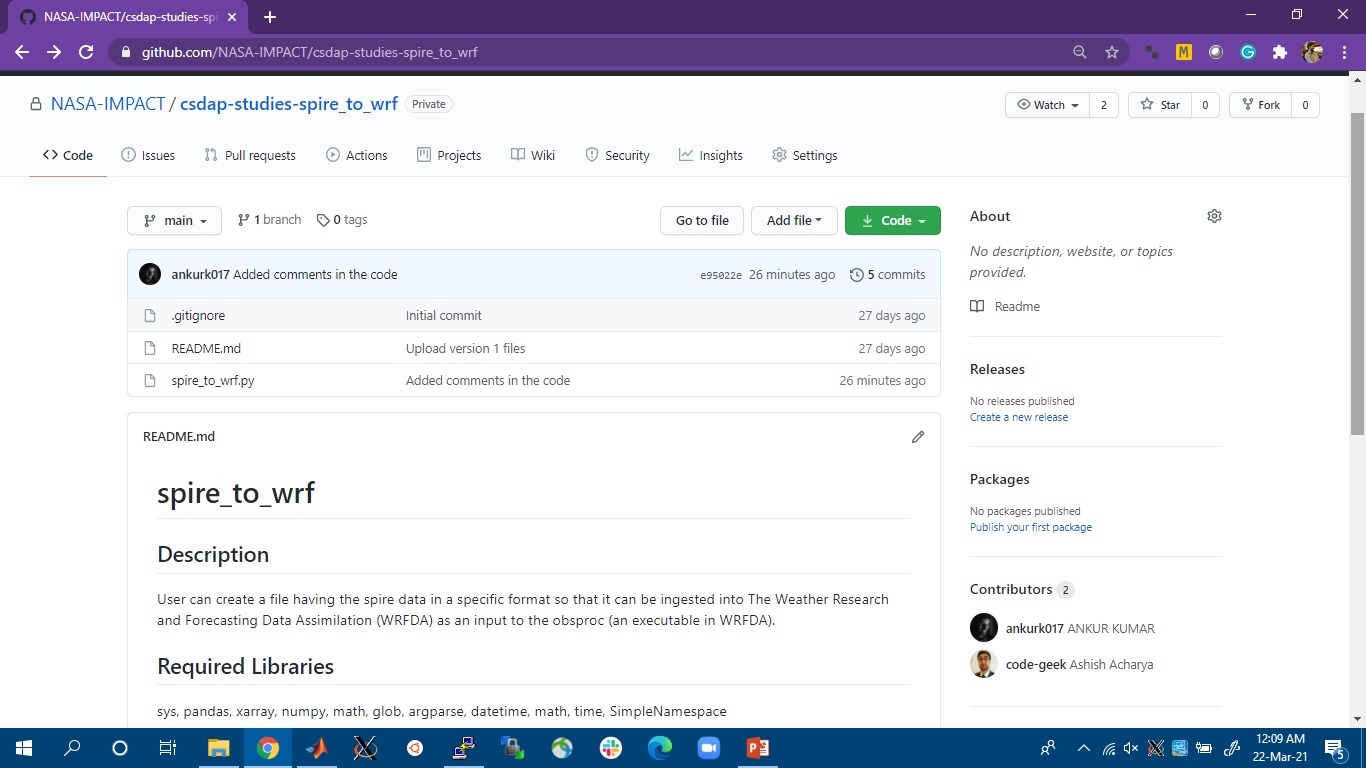 NASA-IMPACT/csdap-studies-spi
github.com/NASA-IMPACT/csdap-studies-spire_to_wrf
M
G
NASA-IMPACT / csdap-studies-spire_to_wrf Private
Watch 2 Star 0 Fork 0
Code Issues Pull requests Actions Projects Wiki Security Insights Settings
main 1 branch 0 tags Go to file Add file Code
ankurk017 Added comments in the code e95022e 26 minutes ago 5 commits
.gitignore Initial commit 27 days ago
README.md Upload version 1 files 27 days ago
spire_to_wrf.py Added comments in the code 26 minutes ago
README.md
spire_to_wrf
Description
User can create a file having the spire data in a specific format so that it can be ingested into The Weather Research
and Forecasting Data Assimilation (WRFDA) as an input to the obsproc (an executable in WRFDA).
Required Libraries
sys, pandas, xarray, numpy, math, glob, argparse, datetime, math, time, SimpleNamespace
About
No description, website, or topics
provided.
Readme
Releases
No releases published
Create a new release
Packages
No packages published
Publish your first package
Contributors 2
ankurk017 ANKUR KUMAR
code-geek Ashish Acharya
12:09 AM
22-Mar-21
5